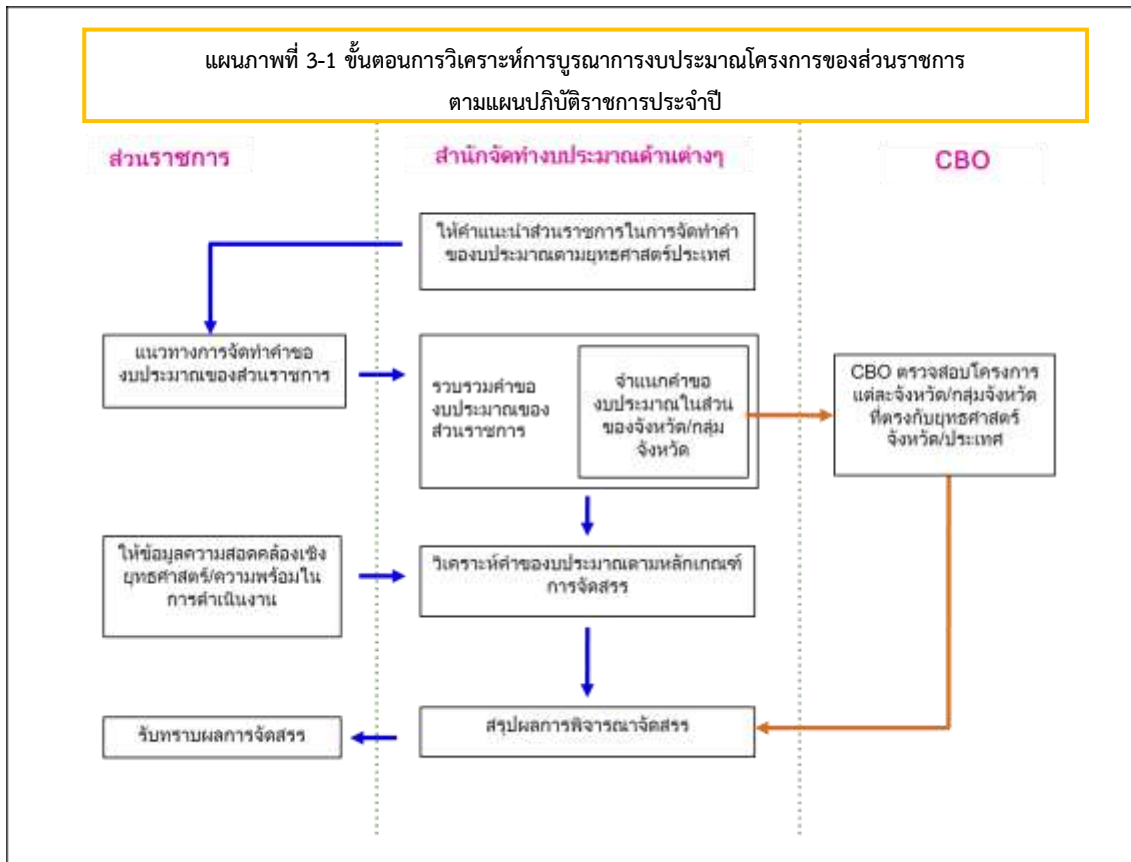 แผนภาพที่ 3-1 ขั้นตอนการวิเคราะห์การบูรณาการงบประมาณโครงการของส่วนราชการ
ตามแผนปฏิบัติราชการประจำปี
ส่วนราชการ
สำนักจัดทำงบประมาณด้านต่างๆ
CBO
ให้คำแนะนำส่วนราชการในการจัดทำคำ
ของบประมาณตามยุทธศาสตร์ประเทศ
แนวทางการจัดทำคำขอ
งบประมาณของส่วนราชการ
รวบรวมคำขอ
งบประมาณของ
ส่วนราชการ
จำแนกคำขอ
งบประมาณในส่วน
ของจังหวัด/กลุ่ม
จังหวัด
CBO ตรวจสอบโครงการ
แต่ละจังหวัด/กลุ่มจังหวัด
ที่ตรงกับยุทธศาสตร์
จังหวัด/ประเทศ
ให้ข้อมูลความสอดคล้องเชิง
ยุทธศาสตร์/ความพร้อมใน
การดำเนินงาน
วิเคราะห์คำของบประมาณตามหลักเกณฑ์
การจัดสรร
รับทราบผลการจัดสรร
สรุปผลการพิจารณาจัดสรร